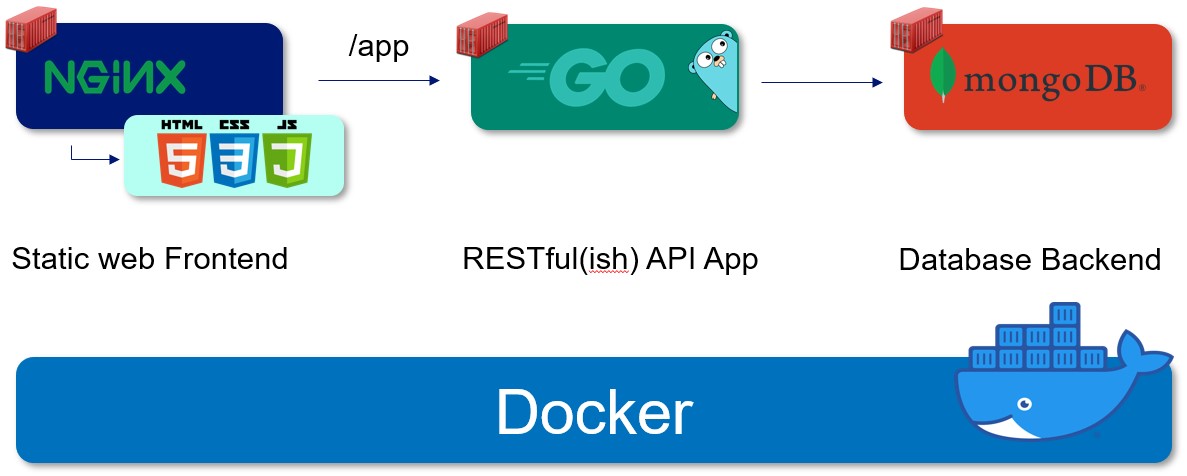 /app
NGiNX
GO
mongoDB®
HTML CSS JS
5 3 J
Static web Frontend
RESTful(ish) API App
Database Backend
Docker